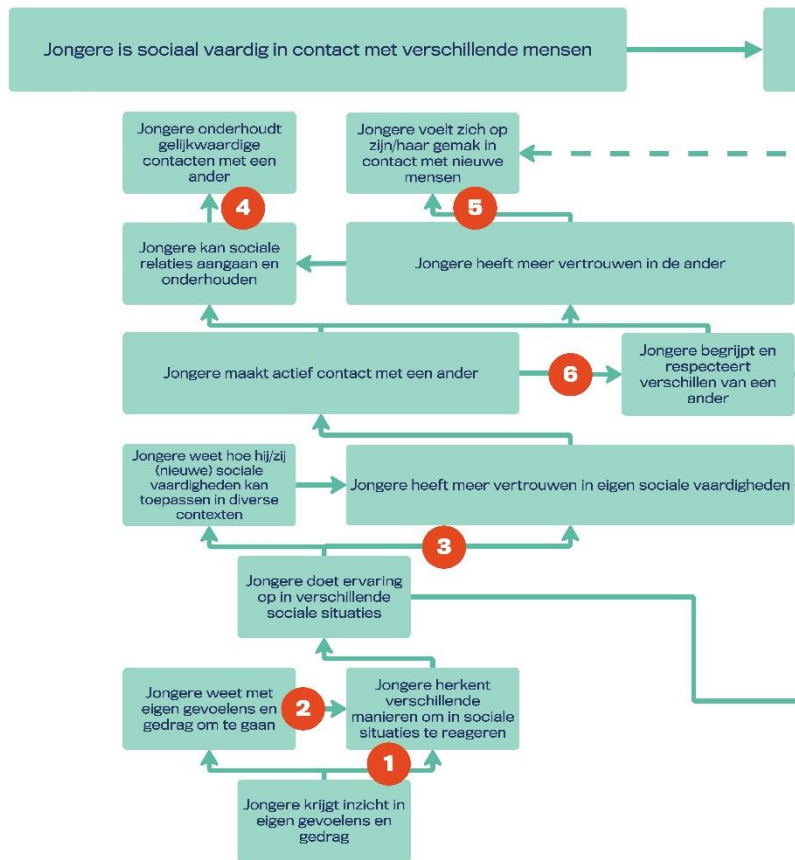 Jongere is sociaal vaardig in contact met verschillende mensen
Jongere onderhoudt
gelijkwaardige
contacten met een
ander
Jongere voelt zich op
zijn/haar gemak in
contact met nieuwe
mensen
4
5
Jongere kan sociale
relaties aangaan en
onderhouden
Jongere heeft meer vertrouwen in de ander
Jongere maakt actief contact met een ander
6
Jongere begrijpt en
respecteert
verschillen van een
ander
Jongere weet hoe hij/zij
(nieuwe) sociale
vaardigheden kan
toepassen in diverse
contexten
Jongere heeft meer vertrouwen in eigen sociale vaardigheden
3
Jongere doet ervaring
op in verschillende
sociale situaties
Jongere weet met
eigen gevoelens en
gedrag om te gaan
2
Jongere herkent
verschillende
manieren om in sociale
situaties te reageren
1
Jongere krijgt inzicht in
eigen gevoelens en
gedrag